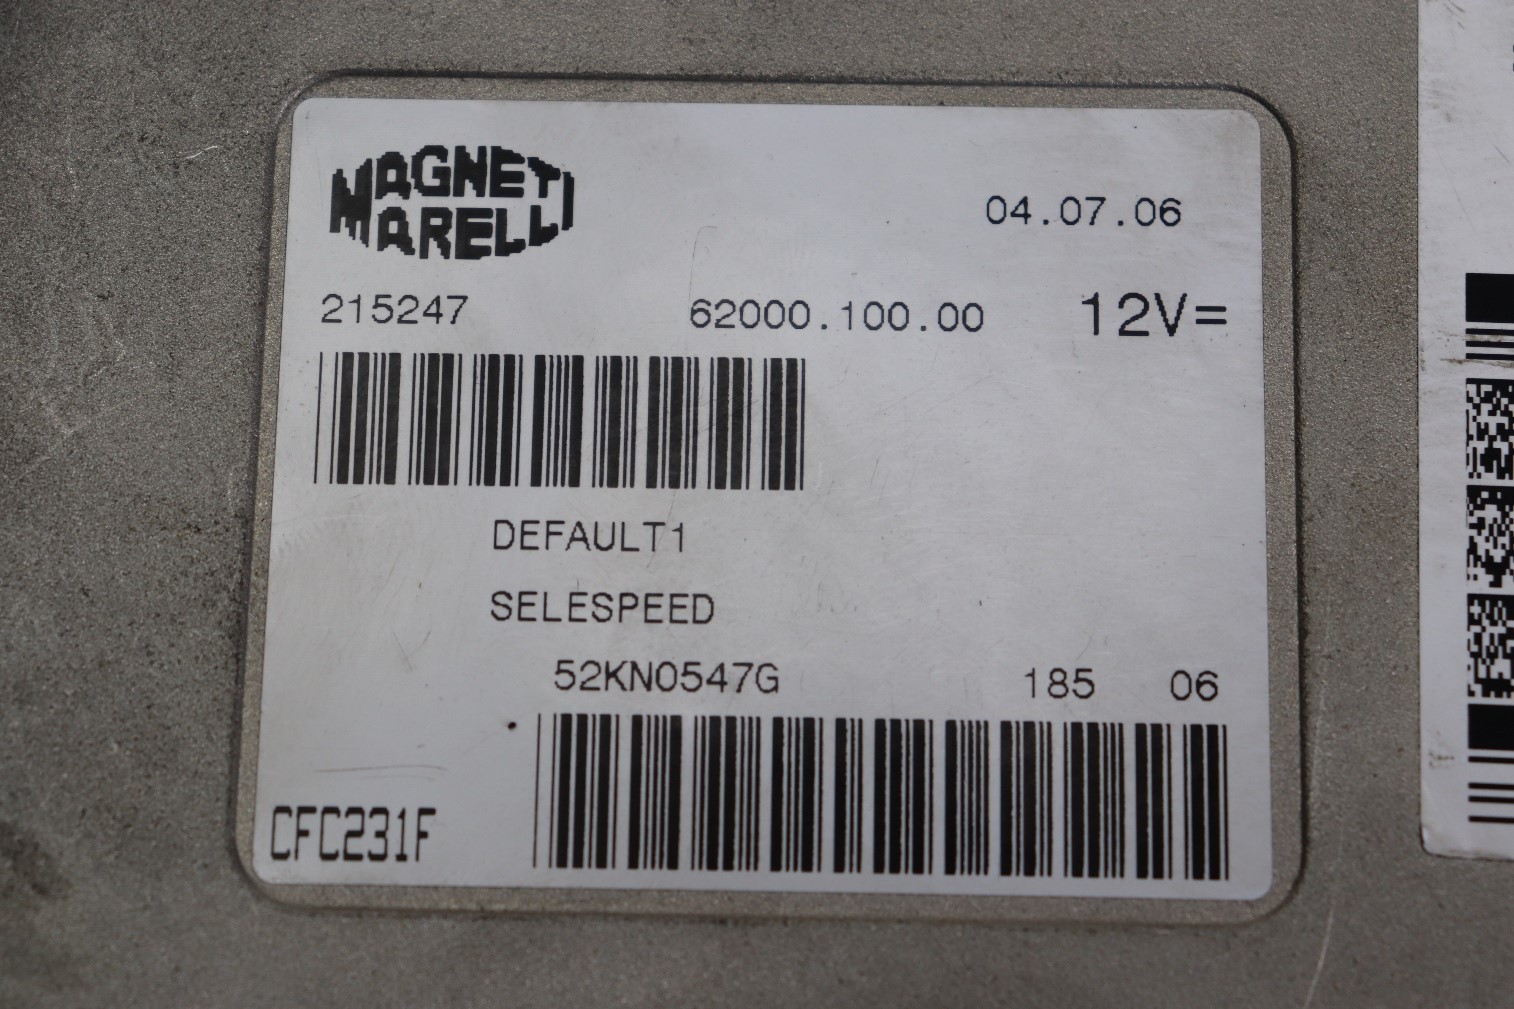 MAGNETI
MARELLI
04.07.06
215247 62000.100.00 12V=
DEFAULT1
SELESPEED
52KN0547G 185 06
CFC231F